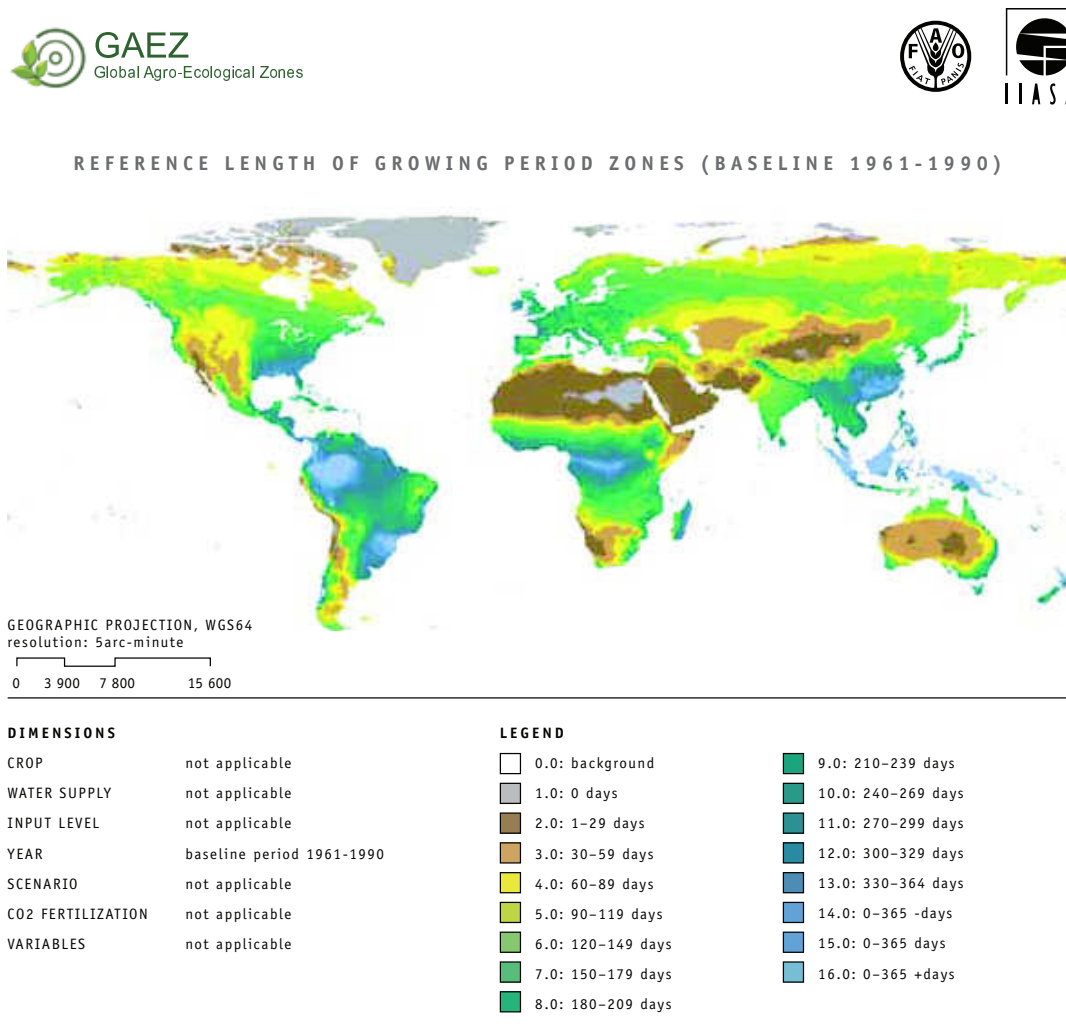 GAEZ
Global Agro-Ecological Zones
FAO
FIAT PANIS
REFERENCE LENGTH OF GROWING PERIOD ZONES (BASELINE 1961-1990)
GEOGRAPHIC PROJECTION, WGS64
resolution: 5arc-minute
0 3 900 7 800 15 600
DIMENSIONS
CROP not applicable
WATER SUPPLY not applicable
INPUT LEVEL not applicable
YEAR baseline period 1961-1990
SCENARIO not applicable
CO2 FERTILIZATION not applicable
VARIABLES not applicable
LEGEND
0.0: background
1.0: 0 days
2.0: 1–29 days
3.0: 30–59 days
4.0: 60–89 days
5.0: 90–119 days
6.0: 120–149 days
7.0: 150–179 days
8.0: 180–209 days
9.0: 210–239 days
10.0: 240–269 days
11.0: 270–299 days
12.0: 300–329 days
13.0: 330–364 days
14.0: 0–365 -days
15.0: 0–365 days
16.0: 0–365 +days